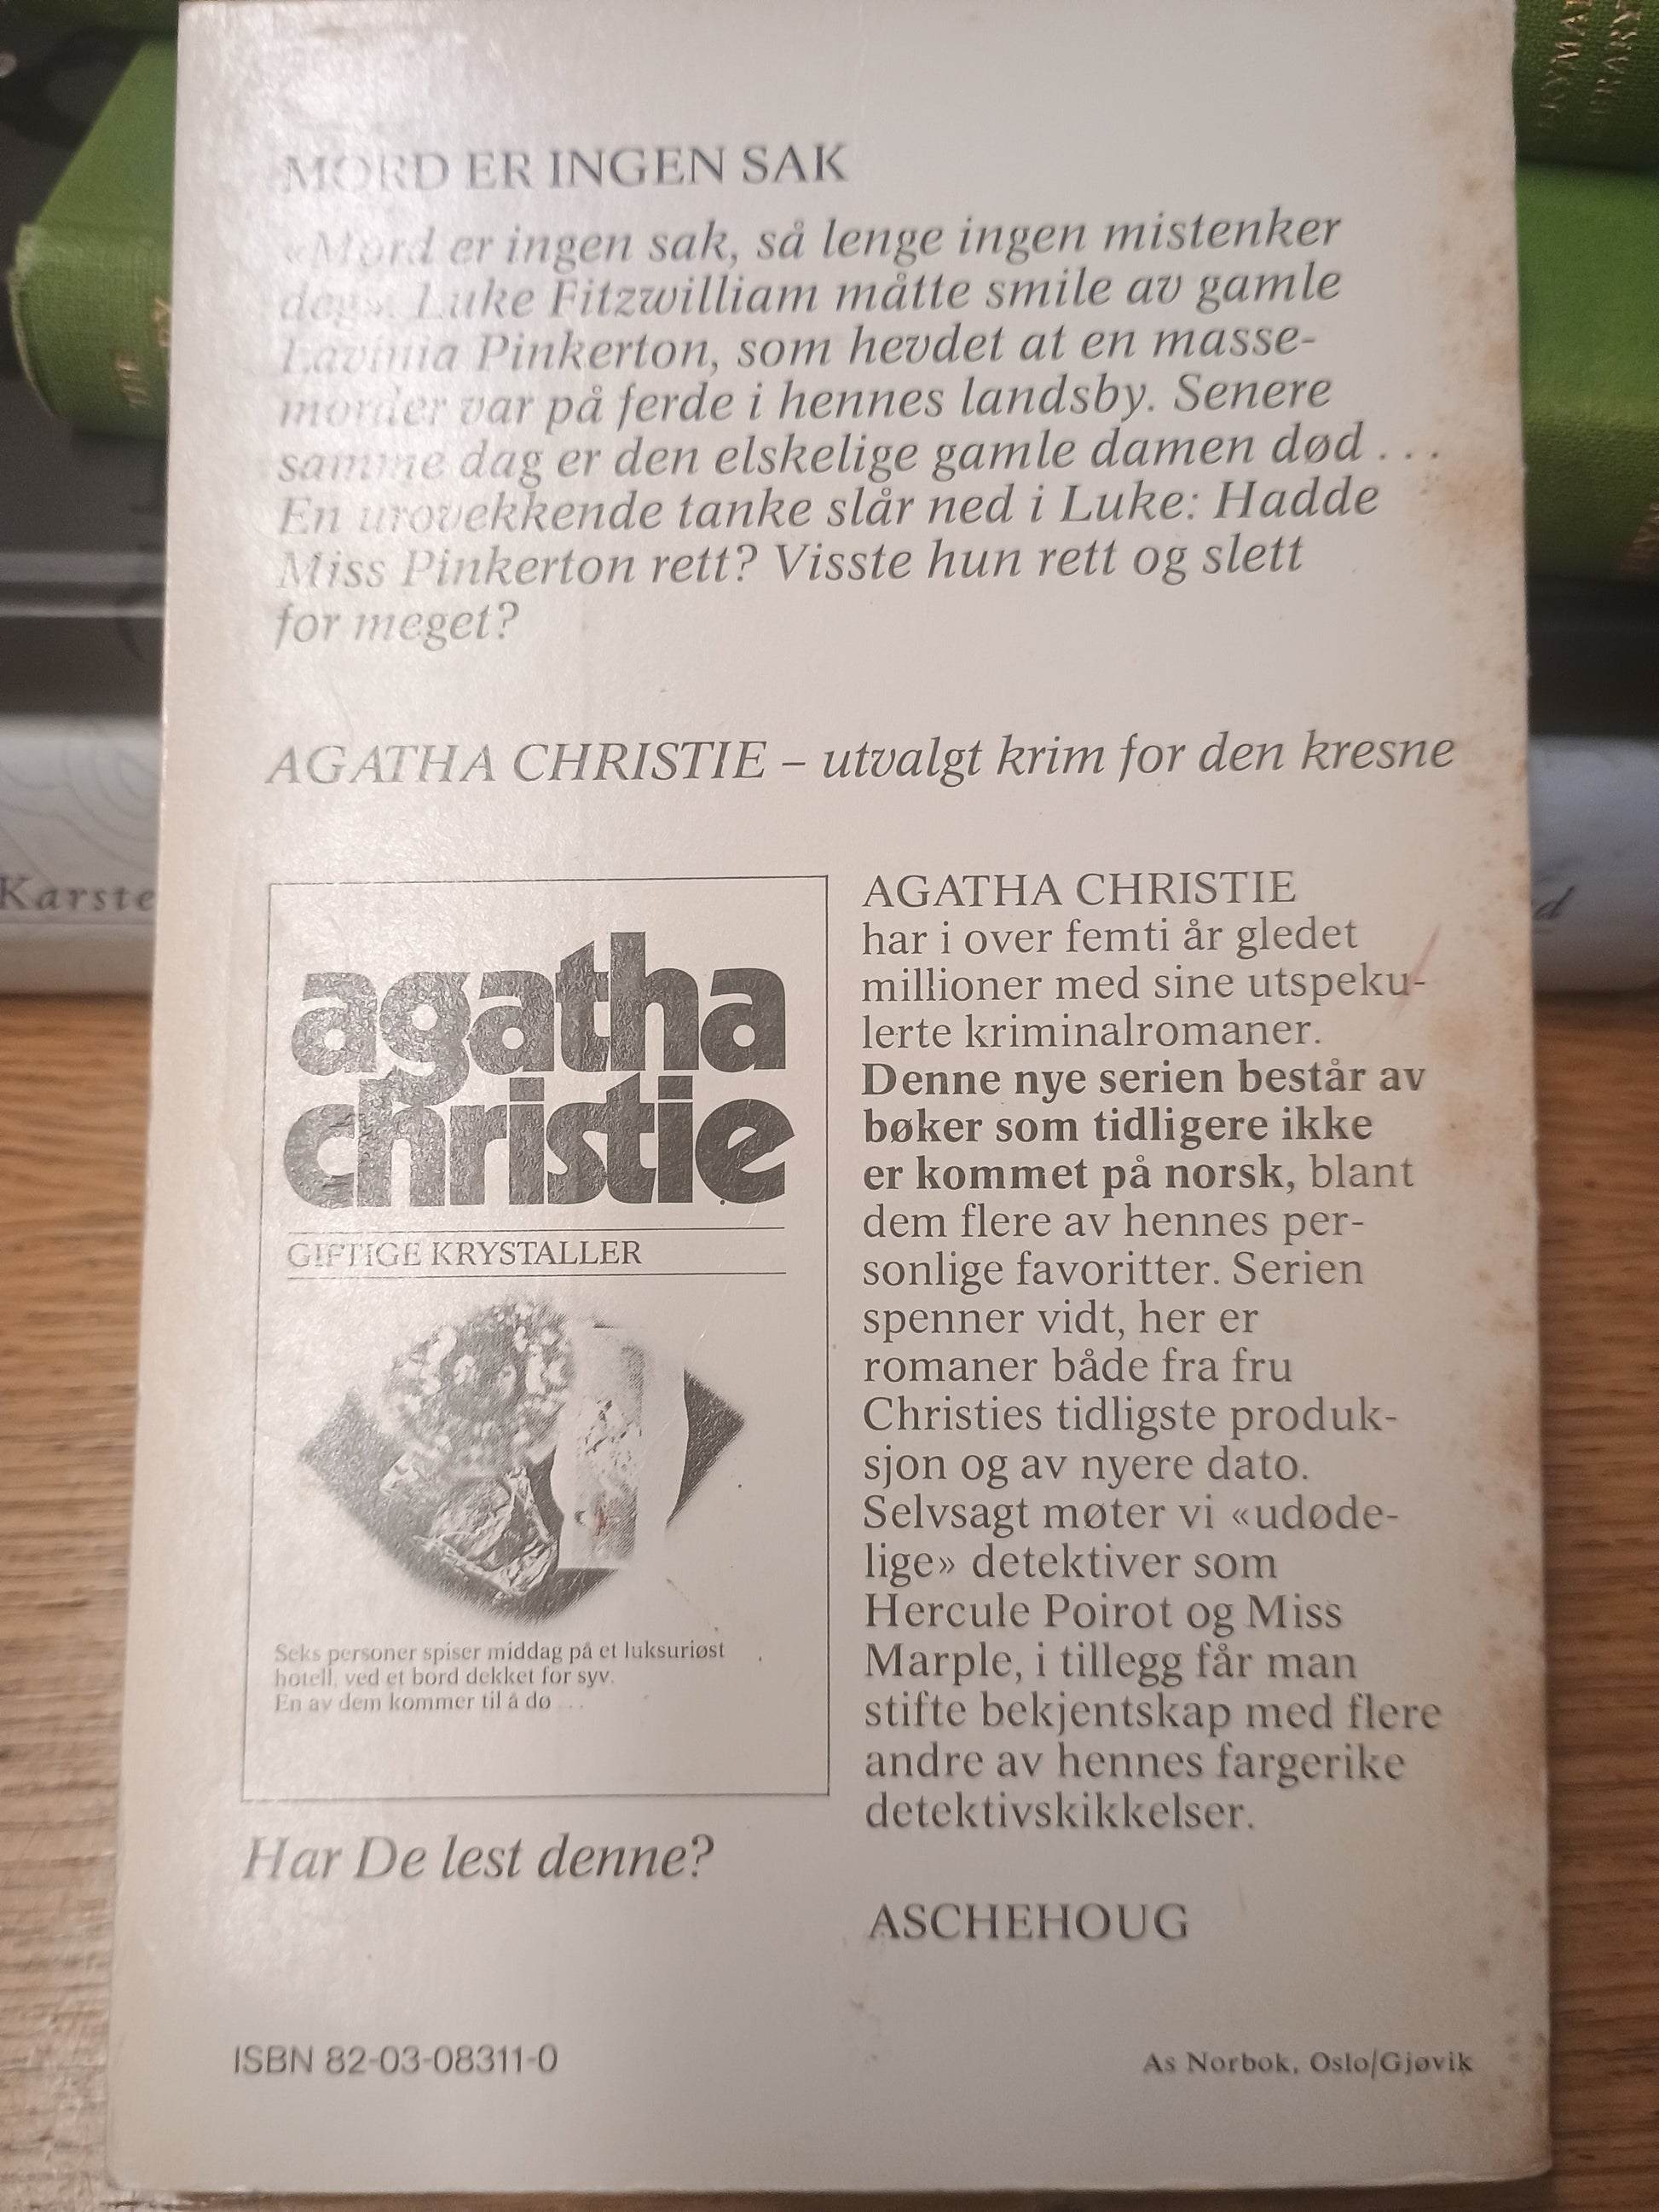 MORD ER INGEN SAK
«Mord er ingen sak, så lenge ingen mistenker
deg». Luke Fitzwilliam måtte smile av gamle
Lavinia Pinkerton, som hevdet at en masse-
morder var på ferde i hennes landsby. Senere
samme dag er den elskelige gamle damen død . . .
En urovekkende tanke slår ned i Luke: Hadde
Miss Pinkerton rett? Visste hun rett og slett
for meget?
AGATHA CHRISTIE – utvalgt krim for den kresne
agatha
christie
GIFTIGE KRYSTALLER
Seks personer spiser middag på et luksuriøst
hotell, ved et bord dekket for syv.
En av dem kommer til å dø . . .
Har De lest denne?
AGATHA CHRISTIE
har i over femti år gledet
millioner med sine utspeku-
lerte kriminalromaner.
Denne nye serien består av
bøker som tidligere ikke
er kommet på norsk, blant
dem flere av hennes per-
sonlige favoritter. Serien
spenner vidt, her er
romaner både fra fru
Christies tidligste produk-
sjon og av nyere dato.
Selvsagt møter vi «udøde-
lige» detektiver som
Hercule Poirot og Miss
Marple, i tillegg får man
stifte bekjentskap med flere
andre av hennes fargerike
detektivskikkelser.
ASCHEHOUG
ISBN 82-03-08311-0
As Norbok, Oslo/Gjøvik
Karste
THE